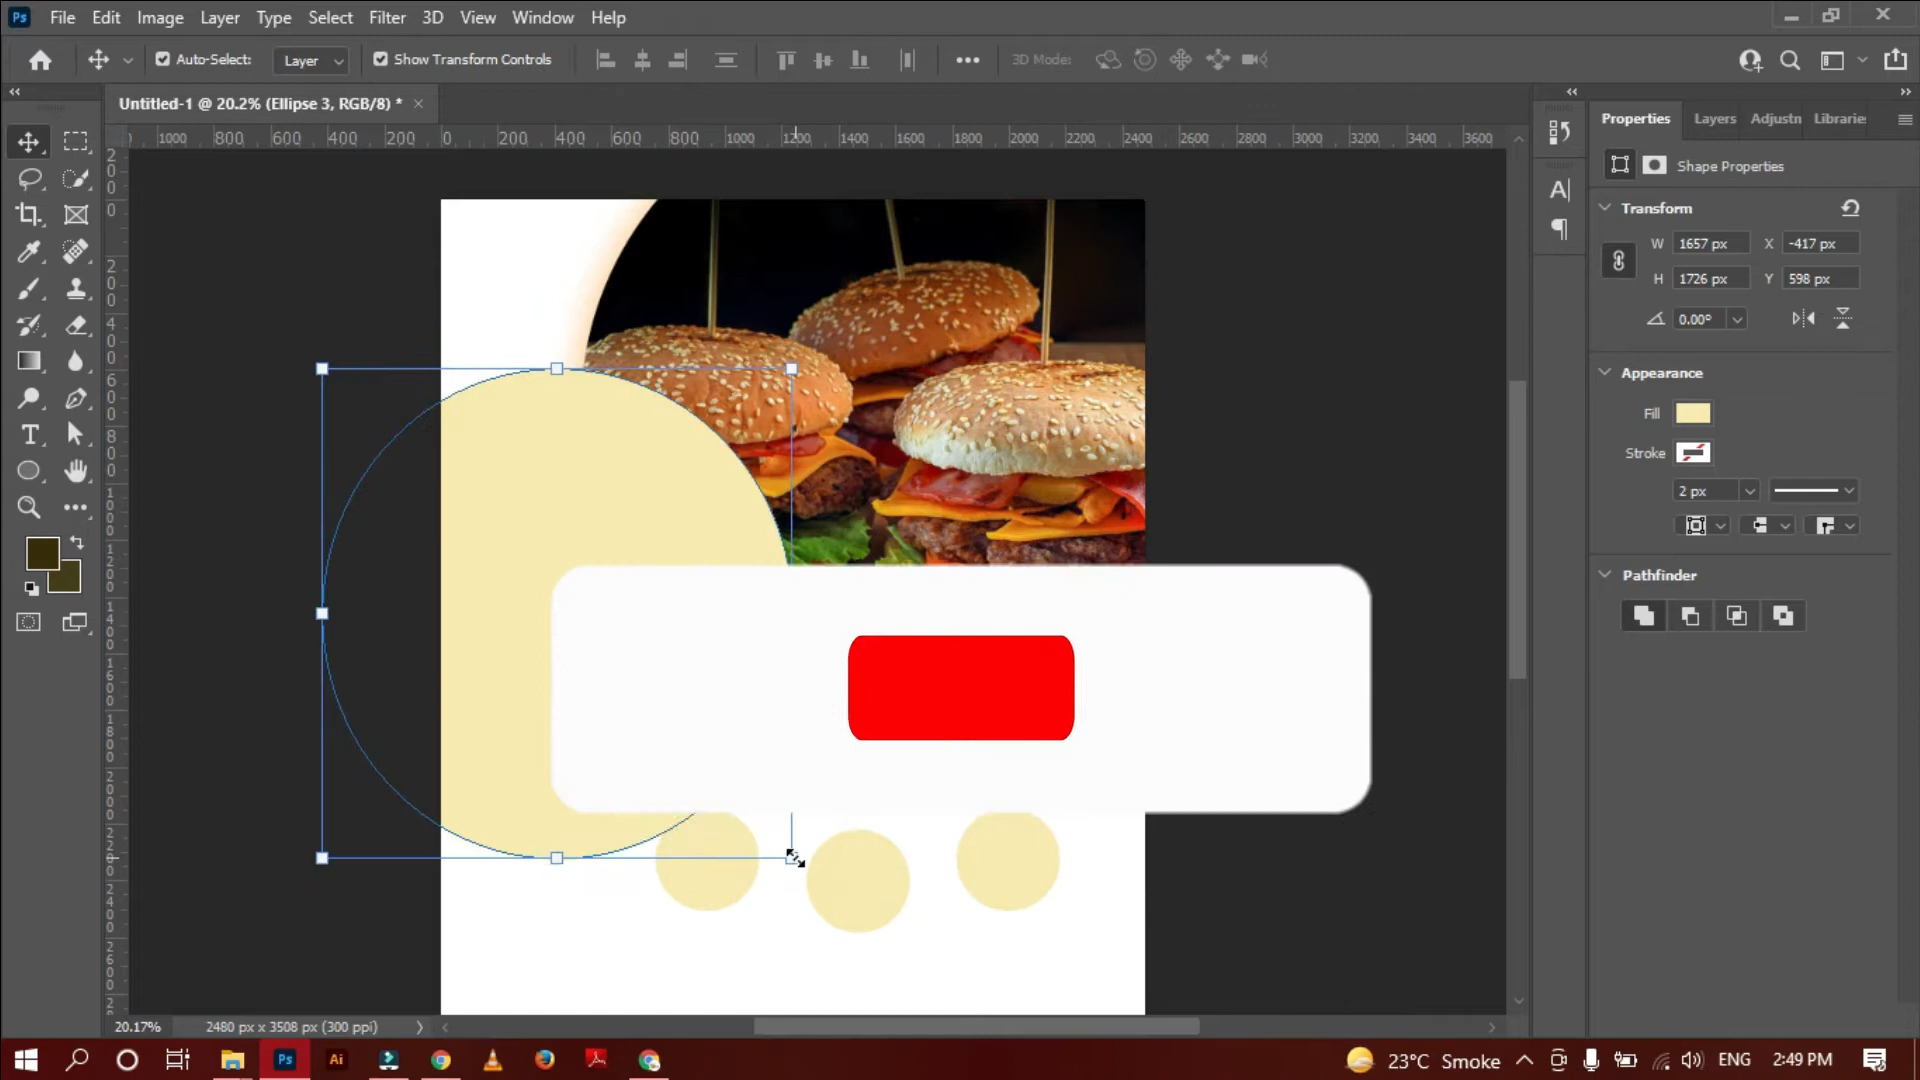 Ps File Edit Image Layer Type Select Filter 3D View Window Help
Auto-Select: Layer Show Transform Controls 3D Mode:
Untitled-1 @ 20.2% (Ellipse 3, RGB/8) * ×
Properties Layers Adjustn Librarie
1000 800 600 400 200 0 200 400 600 800 1000 1200 1400 1600 1800 2000 2200 2400 2600 2800 3000 3200 3400 3600
Shape Properties
Transform
W 1657 px X -417 px
H 1726 px Y 598 px
0.00°
Appearance
Fill
Stroke
2 px
Pathfinder
20.17% 2480 px x 3508 px (300 ppi)
Ps Ai 23°C Smoke ENG 2:49 PM